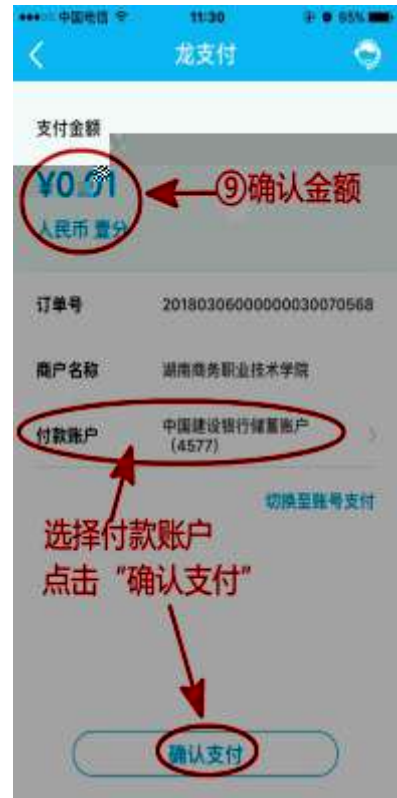 中国电信 11:30 65%
龙支付
支付金额
¥0.01
⑨确认金额
人民币 壹分
订单号 20180306000000030070568
商户名称 湖南商务职业技术学院
付款账户 中国建设银行储蓄账户
(4577)
切换至账号支付
选择付款账户
点击“确认支付”
确认支付